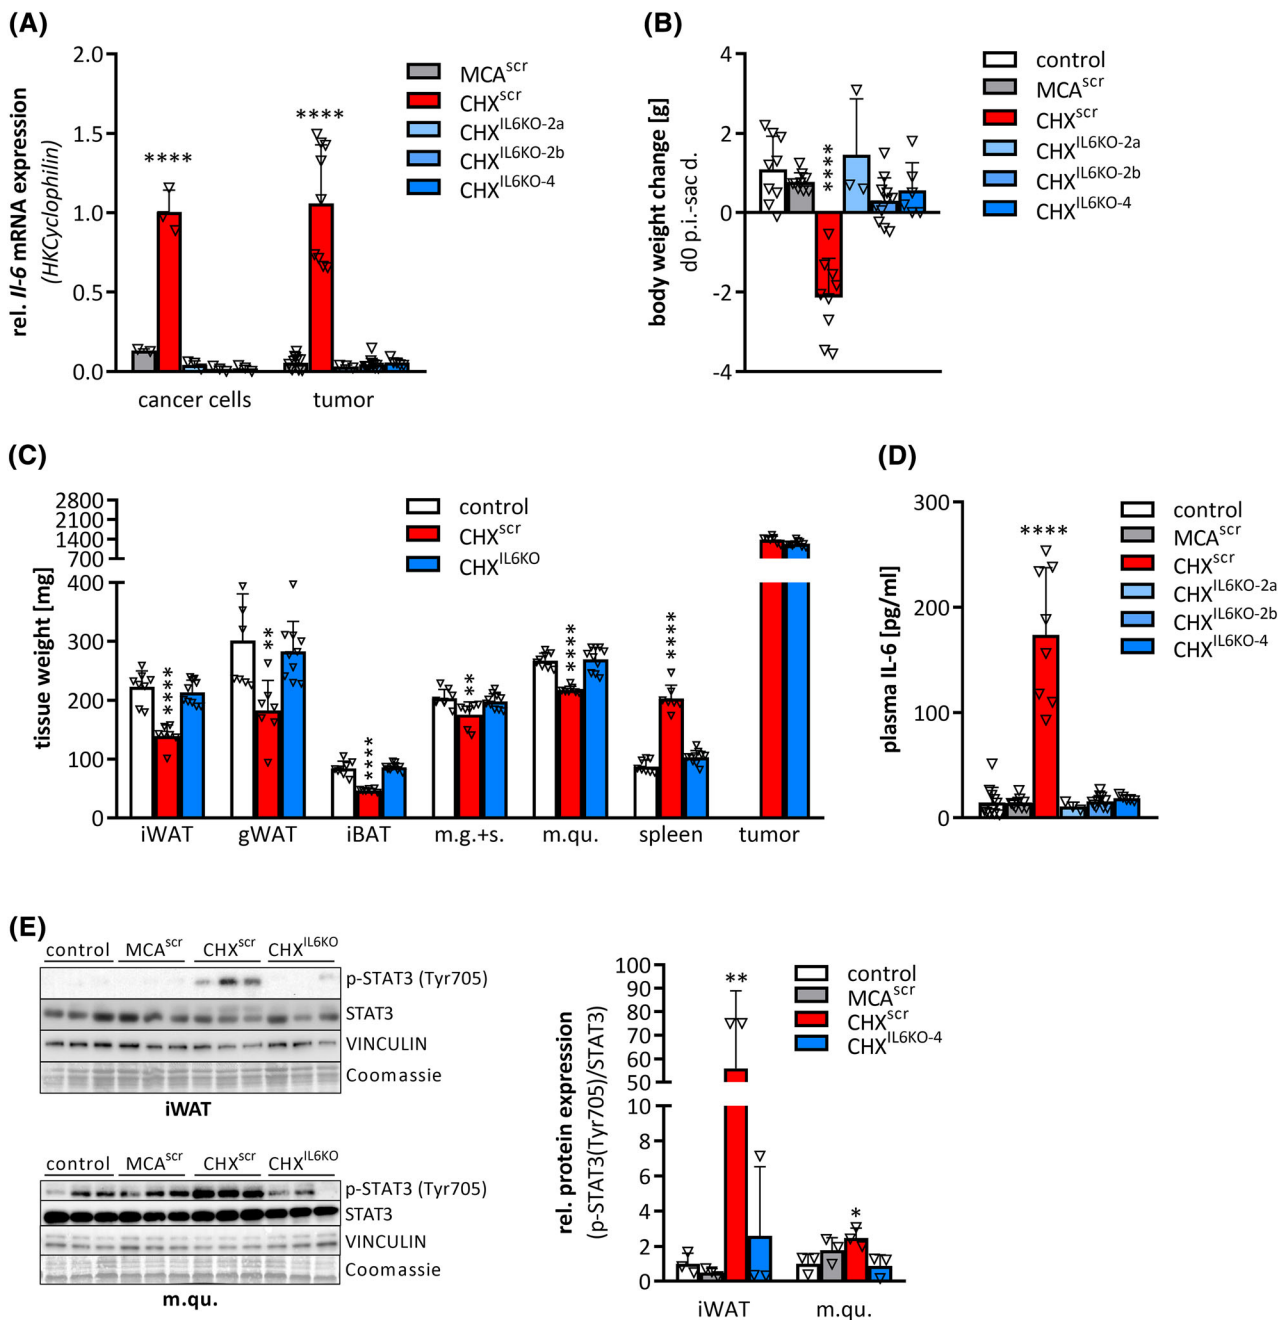 (A)
2.0
1.5
1.0
0.5
0.0
rel. Il-6 mRNA expression
(HKCyclophilin)
****
****
cancer cells
tumor
MCAscr
CHXscr
CHXIL6KO-2a
CHXIL6KO-2b
CHXIL6KO-4
(B)
4
2
0
-2
-4
body weight change [g]
d0 p.i.-sac d.
****
control
MCAscr
CHXscr
CHXIL6KO-2a
CHXIL6KO-2b
CHXIL6KO-4
(C)
2800
2100
1400
700
400
300
200
100
0
tissue weight [mg]
control
CHXscr
CHXIL6KO
****
**
****
**
****
****
iWAT
gWAT
iBAT
m.g.+s.
m.qu.
spleen
tumor
(D)
300
200
100
0
plasma IL-6 [pg/ml]
****
control
MCAscr
CHXscr
CHXIL6KO-2a
CHXIL6KO-2b
CHXIL6KO-4
(E)
control MCAscr CHXscr CHXIL6KO
p-STAT3 (Tyr705)
STAT3
VINCULIN
Coomassie
iWAT
control MCAscr CHXscr CHXIL6KO
p-STAT3 (Tyr705)
STAT3
VINCULIN
Coomassie
m.qu.
100
90
80
70
60
50
10
8
6
4
2
0
rel. protein expression
(p-STAT3(Tyr705)/STAT3)
**
*
iWAT
m.qu.
control
MCAscr
CHXscr
CHXIL6KO-4